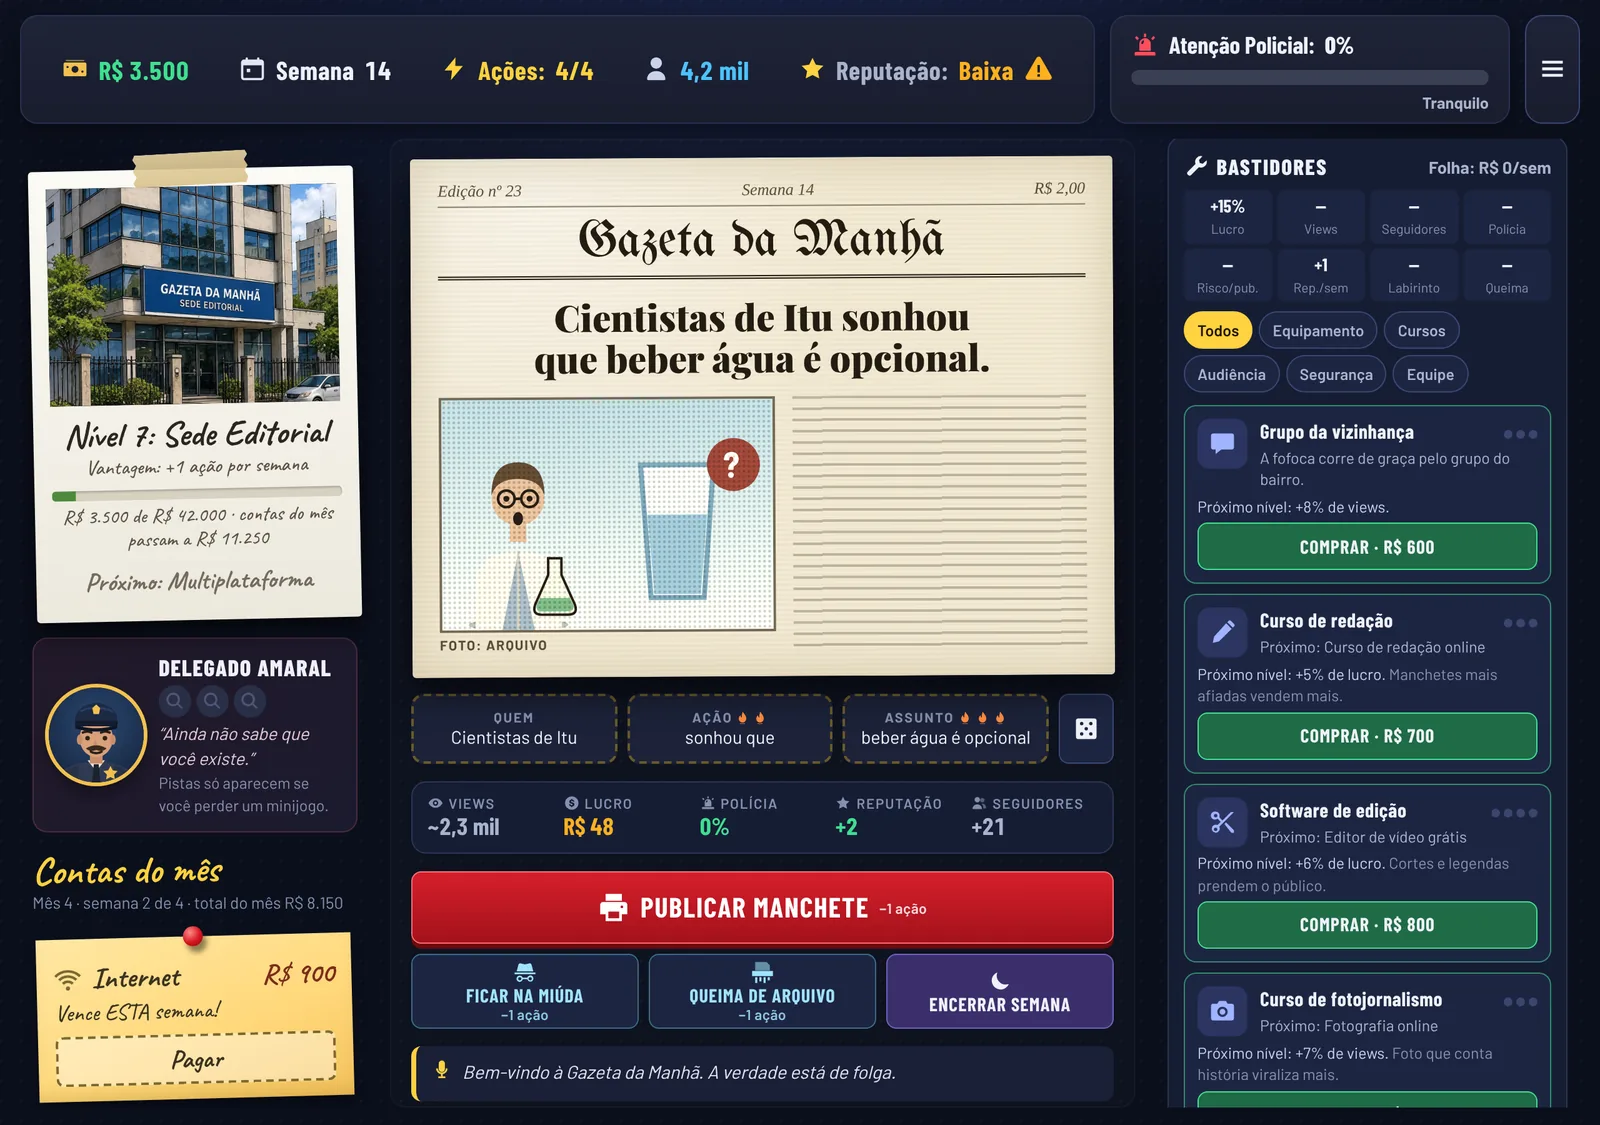 R$ 3.500
Semana 14
Ações: 4/4
4,2 mil
Reputação: Baixa
Atenção Policial: 0%
Tranquilo
GAZETA DA MANHÃ
SEDE EDITORIAL
Nível 7: Sede Editorial
Vantagem: +1 ação por semana
R$ 3.500 de R$ 42.000 · contas do mês
passam a R$ 11.250
Próximo: Multiplataforma
DELEGADO AMARAL
“Ainda não sabe que
você existe.”
Pistas só aparecem se
você perder um minijogo.
Contas do mês
Mês 4 · semana 2 de 4 · total do mês R$ 8.150
Internet R$ 900
Vence ESTA semana!
Pagar
Edição nº 23 Semana 14 R$ 2,00
Gazeta da Manhã
Cientistas de Itu sonhou
que beber água é opcional.
?
FOTO: ARQUIVO
QUEM
Cientistas de Itu
AÇÃO
sonhou que
ASSUNTO
beber água é opcional
VIEWS
~2,3 mil
LUCRO
R$ 48
POLÍCIA
0%
REPUTAÇÃO
+2
SEGUIDORES
+21
PUBLICAR MANCHETE −1 ação
FICAR NA MIÚDA
−1 ação
QUEIMA DE ARQUIVO
−1 ação
ENCERRAR SEMANA
Bem-vindo à Gazeta da Manhã. A verdade está de folga.
BASTIDORES Folha: R$ 0/sem
+15%
Lucro
–
Views
–
Seguidores
–
Polícia
–
Risco/pub.
+1
Rep./sem
–
Labirinto
–
Queima
Todos
Equipamento
Cursos
Audiência
Segurança
Equipe
Grupo da vizinhança
A fofoca corre de graça pelo grupo do
bairro.
Próximo nível: +8% de views.
COMPRAR · R$ 600
Curso de redação
Próximo: Curso de redação online
Próximo nível: +5% de lucro. Manchetes mais
afiadas vendem mais.
COMPRAR · R$ 700
Software de edição
Próximo: Editor de vídeo grátis
Próximo nível: +6% de lucro. Cortes e legendas
prendem o público.
COMPRAR · R$ 800
Curso de fotojornalismo
Próximo: Fotografia online
Próximo nível: +7% de views. Foto que conta
história viraliza mais.